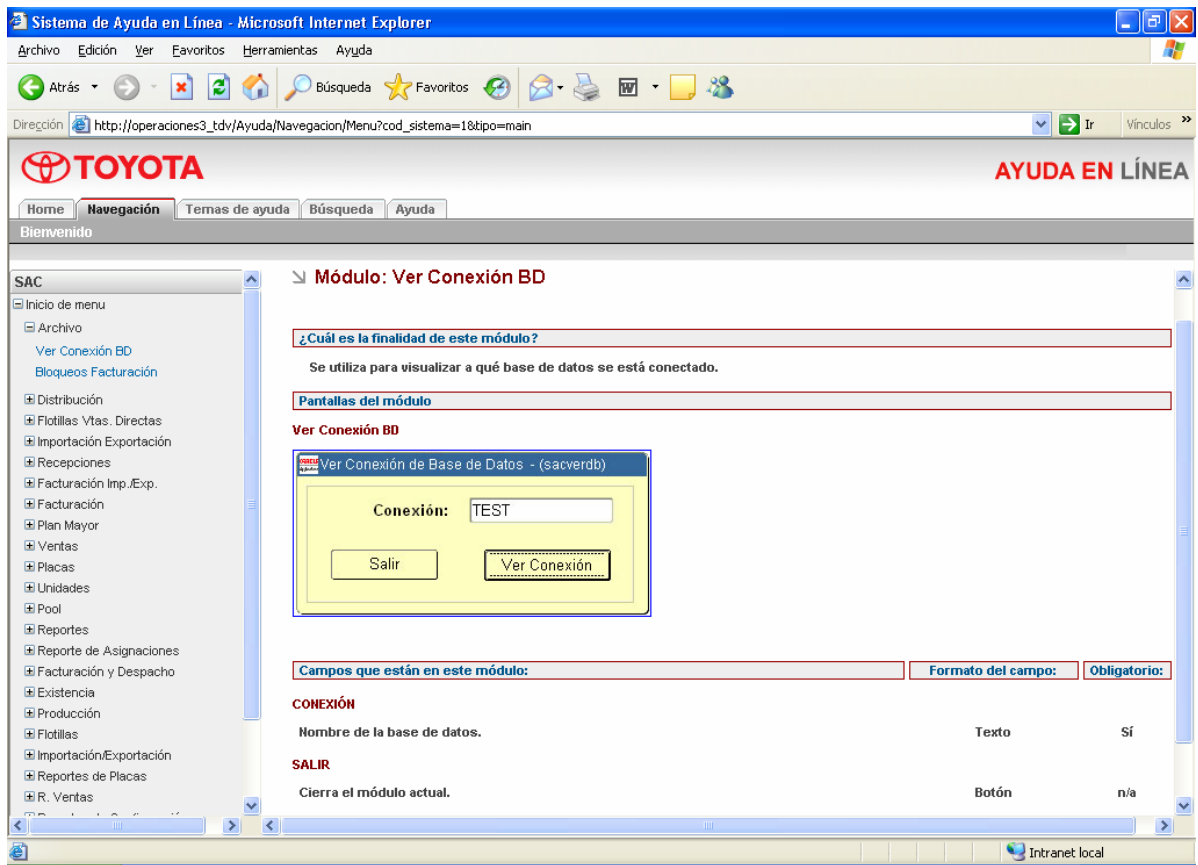 Sistema de Ayuda en Línea - Microsoft Internet Explorer
Archivo Edición Ver Favoritos Herramientas Ayuda
Atrás Búsqueda Favoritos
Dirección http://operaciones3_tdv/Ayuda/Navegacion/Menu?cod_sistema=1&tipo=main Ir Vínculos »
TOYOTA
AYUDA EN LÍNEA
Home Navegación Temas de ayuda Búsqueda Ayuda
Bienvenido
SAC
Inicio de menu
Archivo
Ver Conexión BD
Bloqueos Facturación
Distribución
Flotillas Vtas. Directas
Importación Exportación
Recepciones
Facturación Imp./Exp.
Facturación
Plan Mayor
Ventas
Placas
Unidades
Pool
Reportes
Reporte de Asignaciones
Facturación y Despacho
Existencia
Producción
Flotillas
Importación/Exportación
Reportes de Placas
R. Ventas
Módulo: Ver Conexión BD
¿Cuál es la finalidad de este módulo?
Se utiliza para visualizar a qué base de datos se está conectado.
Pantallas del módulo
Ver Conexión BD
Ver Conexión de Base de Datos - (sacverdb)
Conexión: TEST
Salir Ver Conexión
Campos que están en este módulo: Formato del campo: Obligatorio:
CONEXIÓN
Nombre de la base de datos. Texto Sí
SALIR
Cierra el módulo actual. Botón n/a
Intranet local